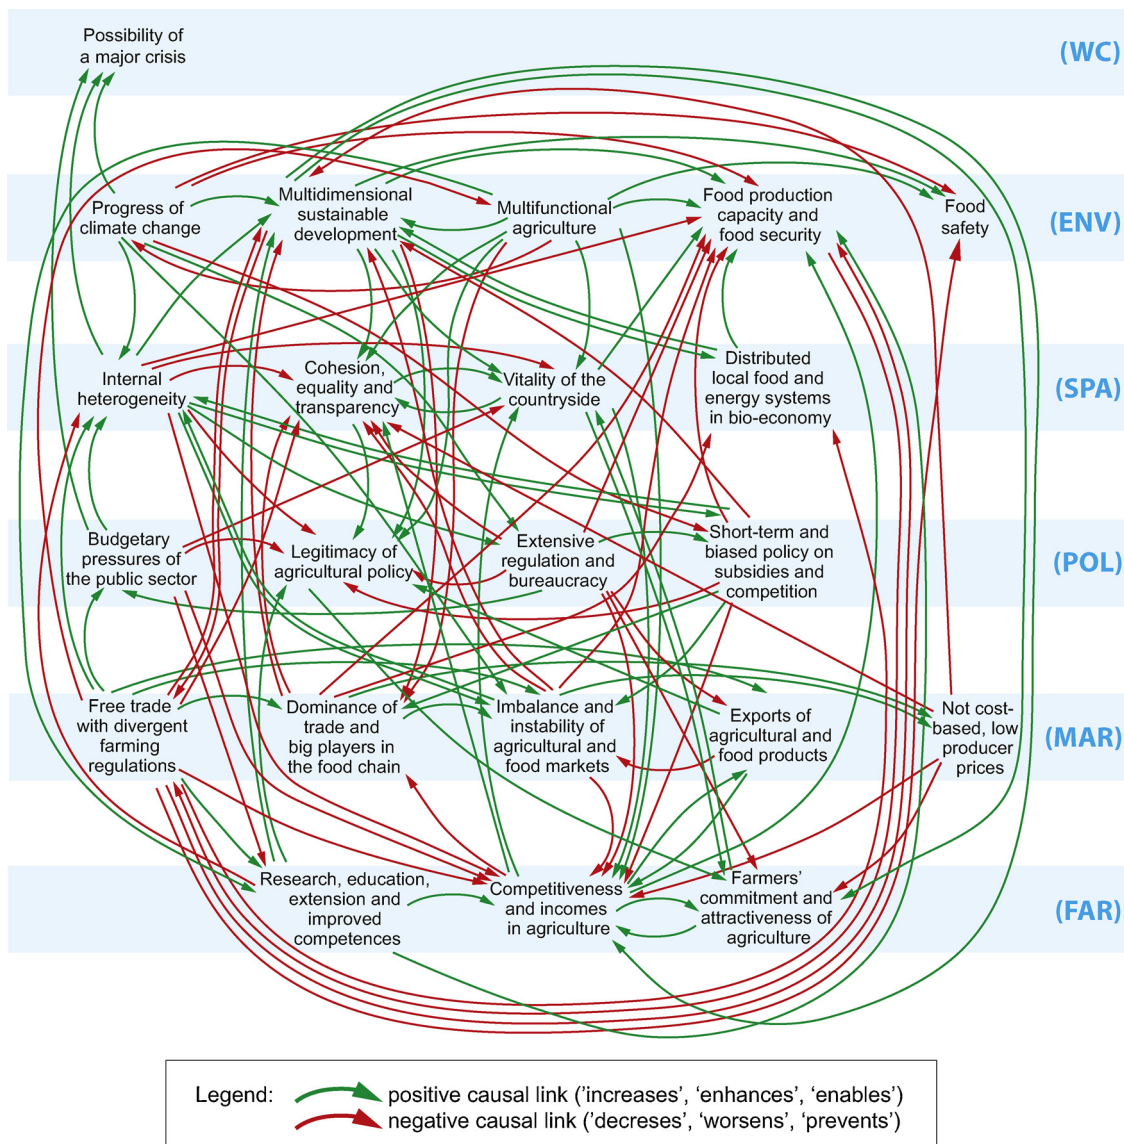 Possibility of
a major crisis
(WC)
Progress of
climate change
Multidimensional
sustainable
development
Multifunctional
agriculture
Food production
capacity and
food security
Food
safety
(ENV)
Internal
heterogeneity
Cohesion,
equality and
transparency
Vitality of the
countryside
Distributed
local food and
energy systems
in bio-economy
(SPA)
Budgetary
pressures of
the public sector
Legitimacy of
agricultural policy
Extensive
regulation and
bureaucracy
Short-term and
biased policy on
subsidies and
competition
(POL)
Free trade
with divergent
farming
regulations
Dominance of
trade and
big players in
the food chain
Imbalance and
instability of
agricultural and
food markets
Exports of
agricultural and
food products
Not cost-
based, low
producer
prices
(MAR)
Research, education,
extension and
improved
competences
Competitiveness
and incomes
in agriculture
Farmers'
commitment and
attractiveness of
agriculture
(FAR)
Legend:
positive causal link ('increases', 'enhances', 'enables')
negative causal link ('decreses', 'worsens', 'prevents')